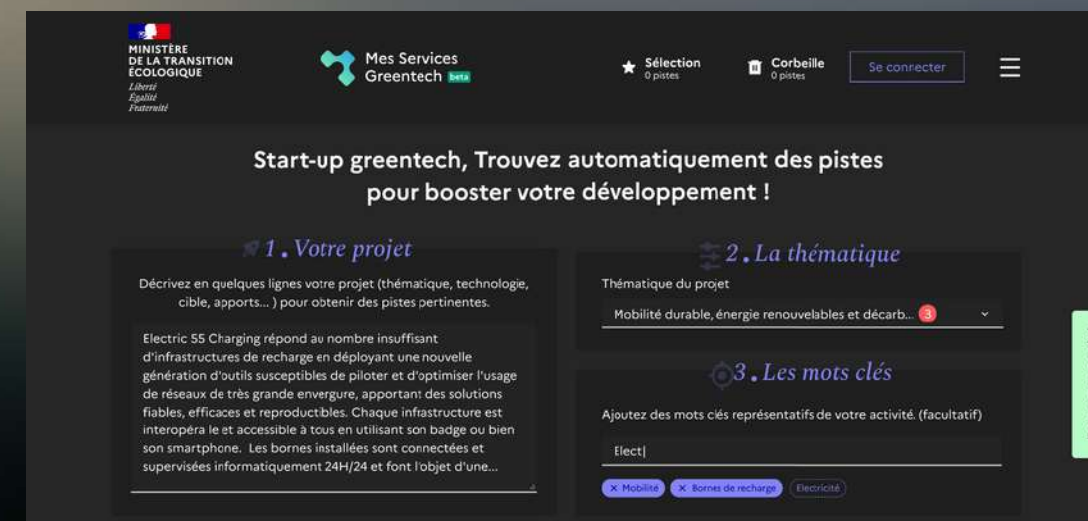 MINISTÈRE
DE LA TRANSITION
ÉCOLOGIQUE
Liberté
Égalité
Fraternité
Mes Services
Greentech beta
Sélection
0 pistes
Corbeille
0 pistes
Se connecter
Start-up greentech, Trouvez automatiquement des pistes
pour booster votre développement !
1. Votre projet
Décrivez en quelques lignes votre projet (thématique, technologie,
cible, apports... ) pour obtenir des pistes pertinentes.
Electric 55 Charging répond au nombre insuffisant
d'infrastructures de recharge en déployant une nouvelle
génération d'outils susceptibles de piloter et d'optimiser l'usage
de réseaux de très grande envergure, apportant des solutions
fiables, efficaces et reproductibles. Chaque infrastructure est
interopéra le et accessible à tous en utilisant son badge ou bien
son smartphone. Les bornes installées sont connectées et
supervisées informatiquement 24H/24 et font l'objet d'une...
2. La thématique
Thématique du projet
Mobilité durable, énergie renouvelables et décarb... 3
3. Les mots clés
Ajoutez des mots clés représentatifs de votre activité. (facultatif)
Elect
× Mobilité × Bornes de recharge Electricité